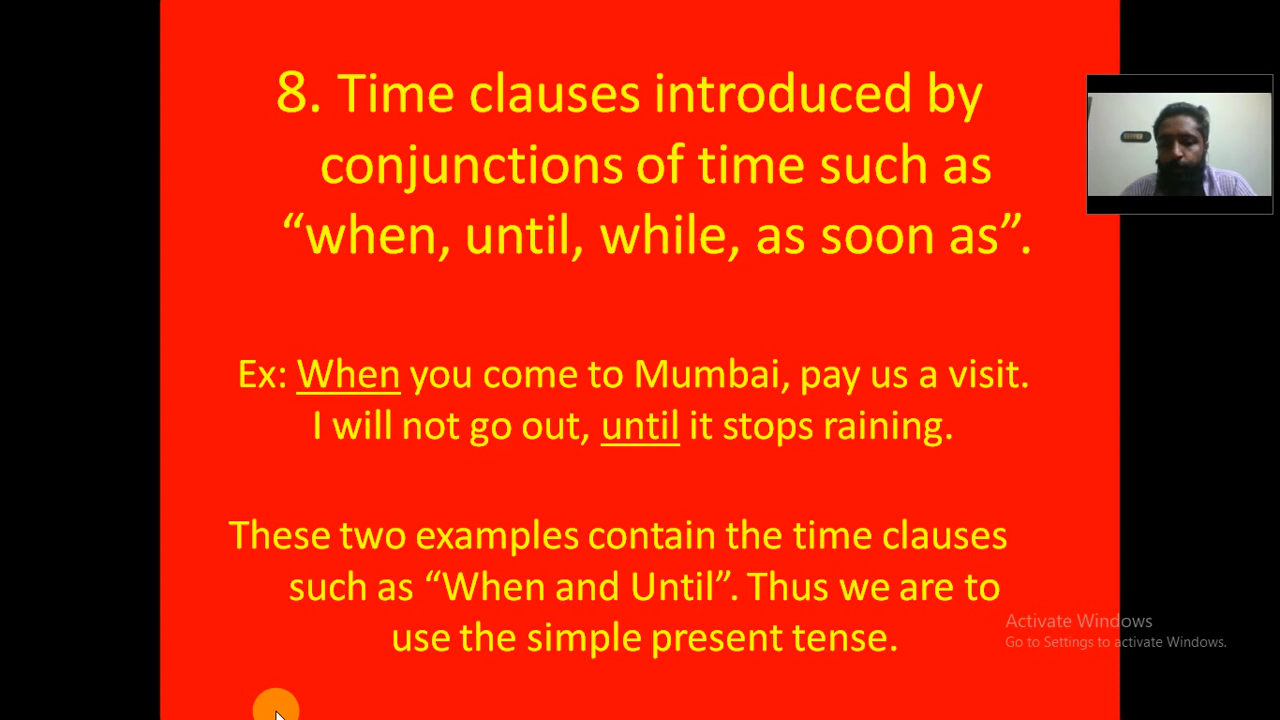 8. Time clauses introduced by
conjunctions of time such as
“when, until, while, as soon as”.
Ex: When you come to Mumbai, pay us a visit.
I will not go out, until it stops raining.
These two examples contain the time clauses
such as “When and Until”. Thus we are to
use the simple present tense.
Activate Windows
Go to Settings to activate Windows.